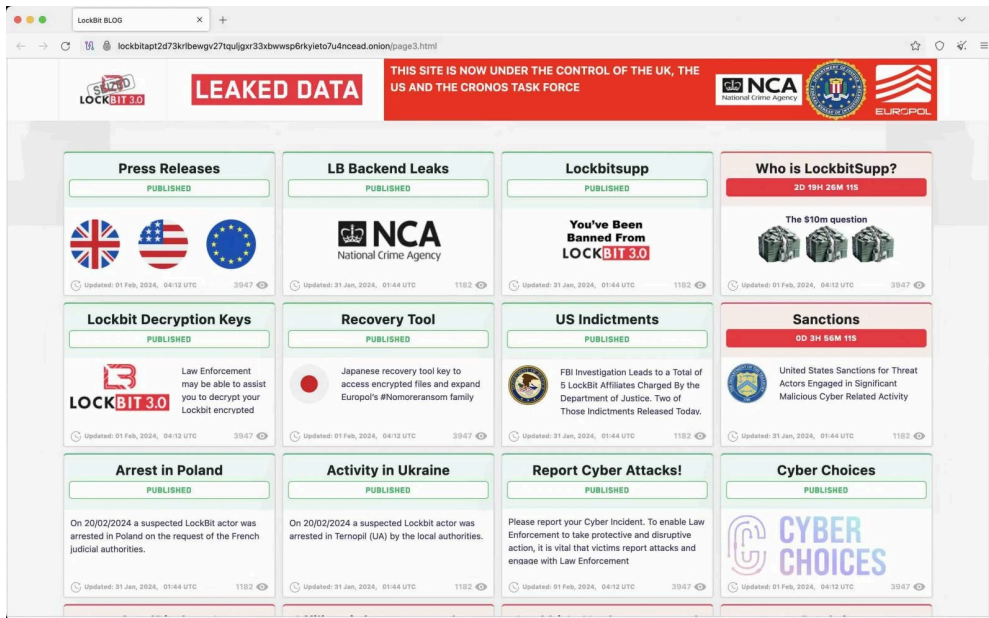 LockBit BLOG
lockbitapt2d73krlbewgv27tquljgxr33xbwwsp6rkyieto7u4ncead.onion/page3.html
SEIZED
LOCKBIT 3.0
LEAKED DATA
THIS SITE IS NOW UNDER THE CONTROL OF THE UK, THE
US AND THE CRONOS TASK FORCE
NCA
National Crime Agency
EUROPOL
Press Releases
PUBLISHED
Updated: 01 Feb, 2024, 04:12 UTC 3947
LB Backend Leaks
PUBLISHED
NCA
National Crime Agency
Updated: 31 Jan, 2024, 01:44 UTC 1182
Lockbitsupp
PUBLISHED
You've Been
Banned From
LOCKBIT 3.0
Updated: 31 Jan, 2024, 01:44 UTC 1182
Who is LockbitSupp?
2D 19H 26M 11S
The $10m question
Updated: 01 Feb, 2024, 04:12 UTC 3947
Lockbit Decryption Keys
PUBLISHED
LOCKBIT 3.0
Law Enforcement
may be able to assist
you to decrypt your
Lockbit encrypted
Updated: 01 Feb, 2024, 04:12 UTC 3947
Recovery Tool
PUBLISHED
Japanese recovery tool key to
access encrypted files and expand
Europol's #Nomoreransom family
Updated: 01 Feb, 2024, 04:12 UTC 3947
US Indictments
PUBLISHED
FBI Investigation Leads to a Total of
5 LockBit Affiliates Charged By the
Department of Justice. Two of
Those Indictments Released Today.
Updated: 31 Jan, 2024, 01:44 UTC 1182
Sanctions
0D 3H 56M 11S
United States Sanctions for Threat
Actors Engaged in Significant
Malicious Cyber Related Activity
Updated: 31 Jan, 2024, 01:44 UTC 1182
Arrest in Poland
PUBLISHED
On 20/02/2024 a suspected LockBit actor was
arrested in Poland on the request of the French
judicial authorities.
Updated: 31 Jan, 2024, 01:44 UTC 1182
Activity in Ukraine
PUBLISHED
On 20/02/2024 a suspected Lockbit actor was
arrested in Ternopil (UA) by the local authorities.
Updated: 31 Jan, 2024, 01:44 UTC 1182
Report Cyber Attacks!
PUBLISHED
Please report your Cyber Incident. To enable Law
Enforcement to take protective and disruptive
action, it is vital that victims report attacks and
engage with Law Enforcement
Updated: 01 Feb, 2024, 04:12 UTC 3947
Cyber Choices
PUBLISHED
CYBER
CHOICES
Updated: 01 Feb, 2024, 04:12 UTC 3947